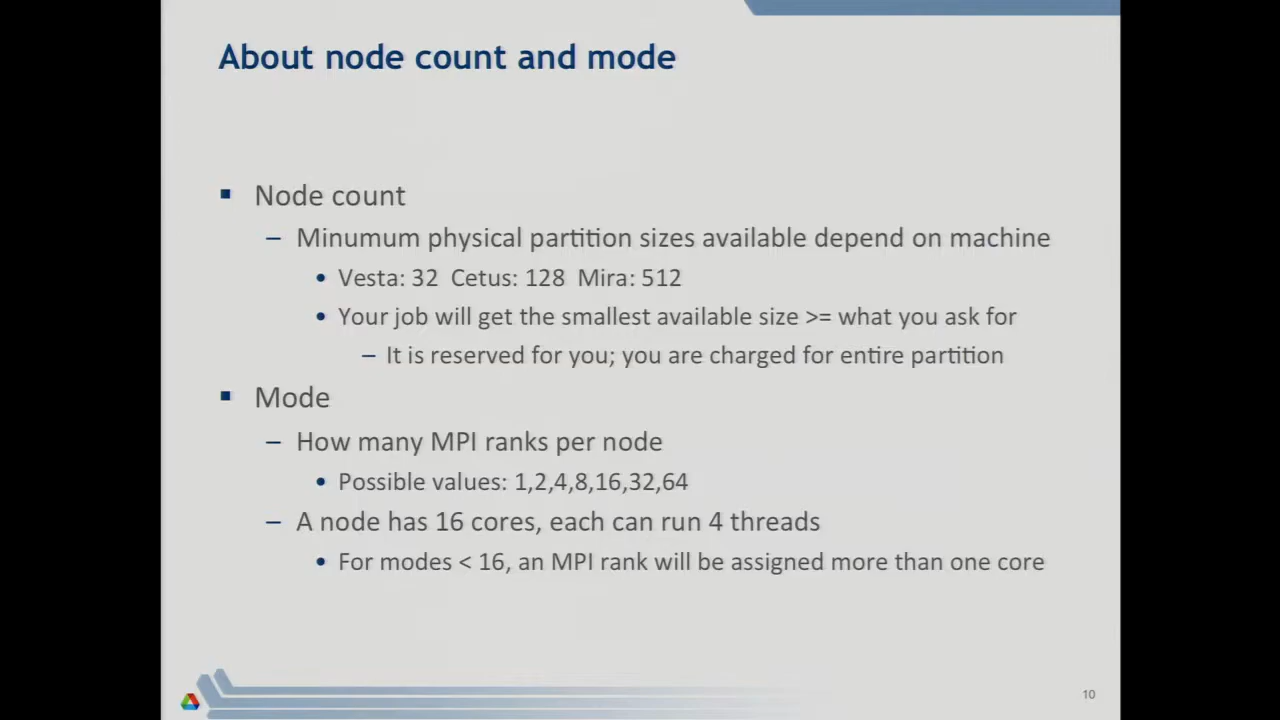 About node count and mode
Node count
– Minumum physical partition sizes available depend on machine
• Vesta: 32 Cetus: 128 Mira: 512
• Your job will get the smallest available size >= what you ask for
– It is reserved for you; you are charged for entire partition
Mode
– How many MPI ranks per node
• Possible values: 1,2,4,8,16,32,64
– A node has 16 cores, each can run 4 threads
• For modes < 16, an MPI rank will be assigned more than one core
10